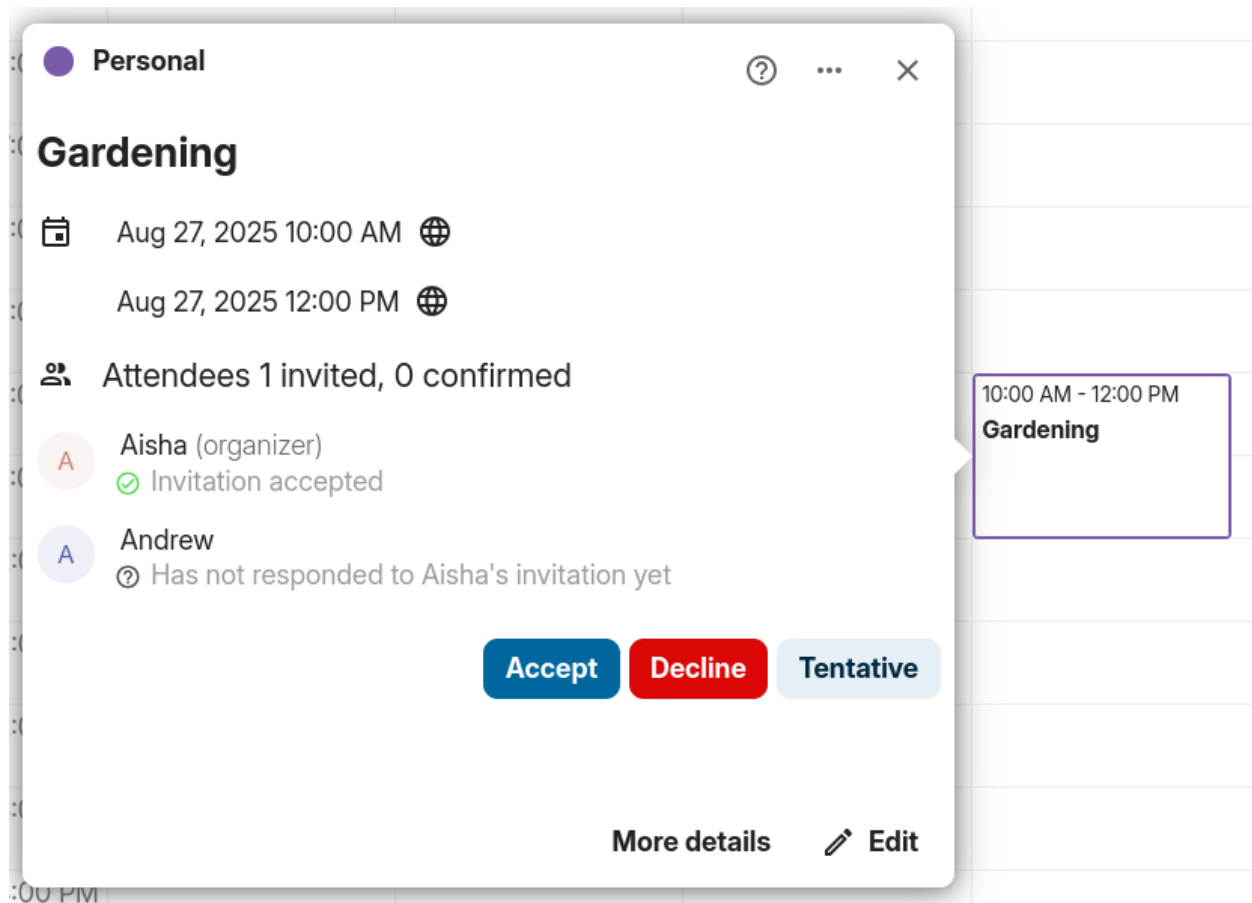 Personal
Gardening
Aug 27, 2025 10:00 AM
Aug 27, 2025 12:00 PM
Attendees 1 invited, 0 confirmed
A
Aisha (organizer)
Invitation accepted
A
Andrew
Has not responded to Aisha's invitation yet
Accept Decline Tentative
More details Edit
10:00 AM - 12:00 PM
Gardening
:00 PM